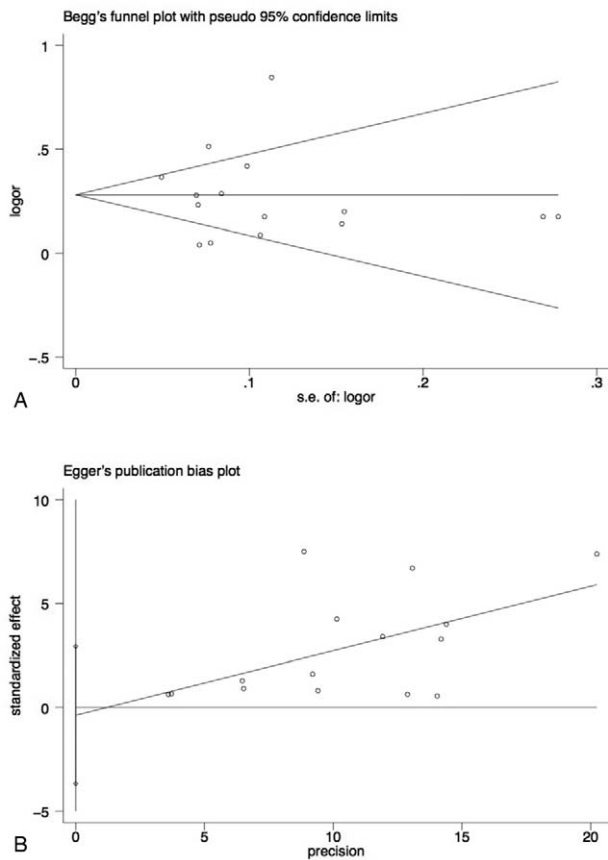 Begg's funnel plot with pseudo 95% confidence limits
1
.5
0
-.5
logor
0
.1
.2
.3
s.e. of: logor
A
Egger's publication bias plot
10
5
0
-5
standardized effect
0
5
10
15
20
precision
B